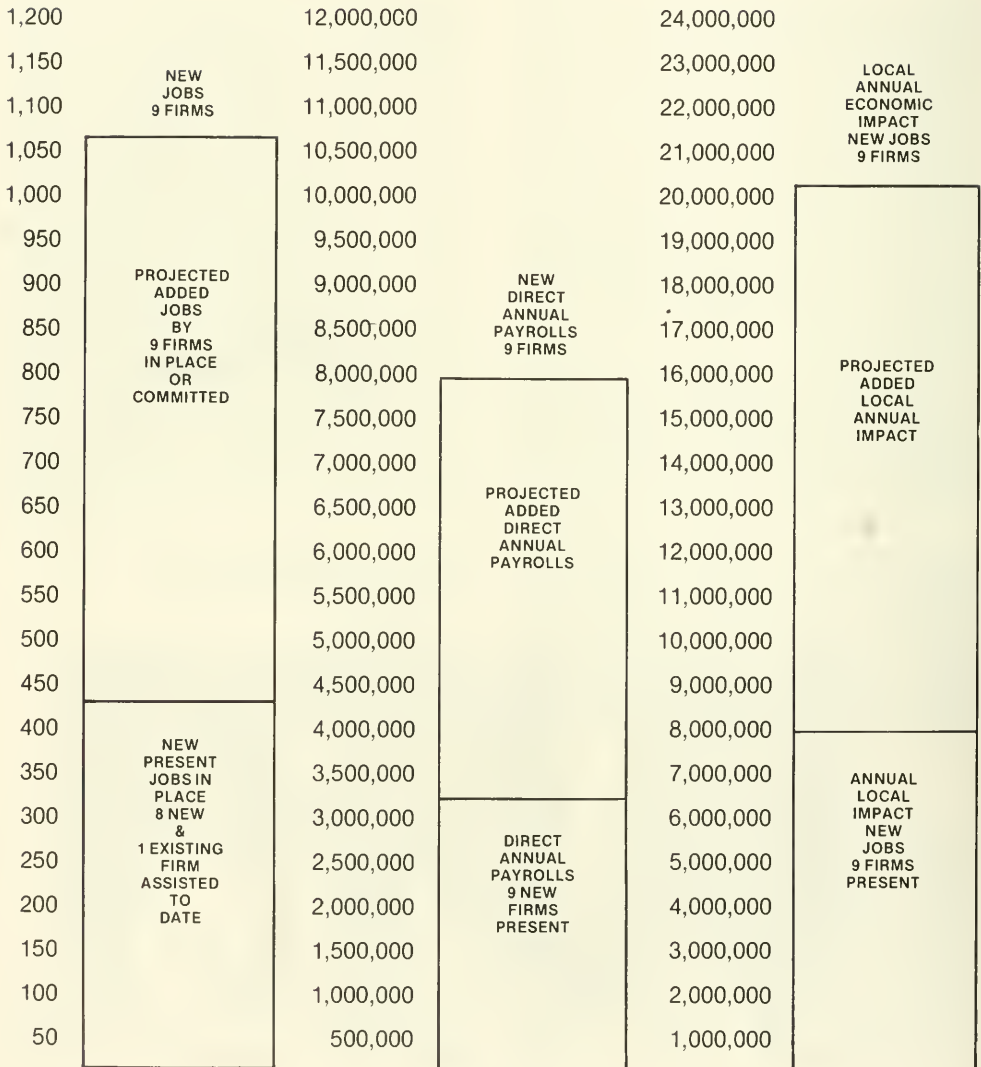 1,200
1,150
1,100
1,050
1,000
950
900
850
800
750
700
650
600
550
500
450
400
350
300
250
200
150
100
50
NEW
JOBS
9 FIRMS
PROJECTED
ADDED
JOBS
BY
9 FIRMS
IN PLACE
OR
COMMITTED
NEW
PRESENT
JOBS IN
PLACE
8 NEW
&
1 EXISTING
FIRM
ASSISTED
TO
DATE
12,000,000
11,500,000
11,000,000
10,500,000
10,000,000
9,500,000
9,000,000
8,500,000
8,000,000
7,500,000
7,000,000
6,500,000
6,000,000
5,500,000
5,000,000
4,500,000
4,000,000
3,500,000
3,000,000
2,500,000
2,000,000
1,500,000
1,000,000
500,000
NEW
DIRECT
ANNUAL
PAYROLLS
9 FIRMS
PROJECTED
ADDED
DIRECT
ANNUAL
PAYROLLS
DIRECT
ANNUAL
PAYROLLS
9 NEW
FIRMS
PRESENT
24,000,000
23,000,000
22,000,000
21,000,000
20,000,000
19,000,000
18,000,000
17,000,000
16,000,000
15,000,000
14,000,000
13,000,000
12,000,000
11,000,000
10,000,000
9,000,000
8,000,000
7,000,000
6,000,000
5,000,000
4,000,000
3,000,000
2,000,000
1,000,000
LOCAL
ANNUAL
ECONOMIC
IMPACT
NEW JOBS
9 FIRMS
PROJECTED
ADDED
LOCAL
ANNUAL
IMPACT
ANNUAL
LOCAL
IMPACT
NEW
JOBS
9 FIRMS
PRESENT